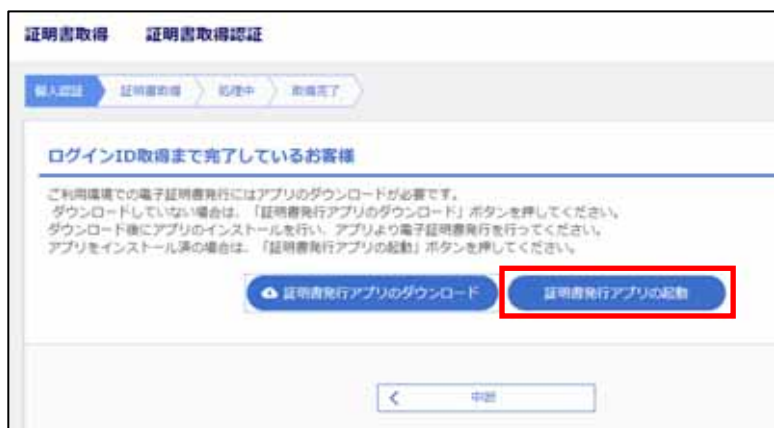 証明書取得 証明書取得認証
個人認証 証明書取得 処理中 取得完了
ログインID取得まで完了しているお客様
ご利用環境での電子証明書発行にはアプリのダウンロードが必要です。
ダウンロードしていない場合は、「証明書発行アプリのダウンロード」ボタンを押してください。
ダウンロード後にアプリのインストールを行い、アプリより電子証明書発行を行ってください。
アプリをインストール済の場合は、「証明書発行アプリの起動」ボタンを押してください。
証明書発行アプリのダウンロード 証明書発行アプリの起動
中断